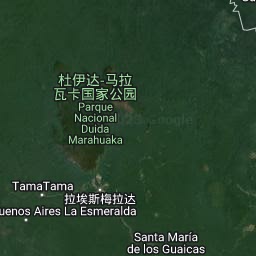 杜伊达-马拉
瓦卡国家公园
Parque
Nacional
Duida
Marahuaka
TamaTama
拉埃斯梅拉达
uenos Aires La Esmeralda
Santa María
de los Guaicas